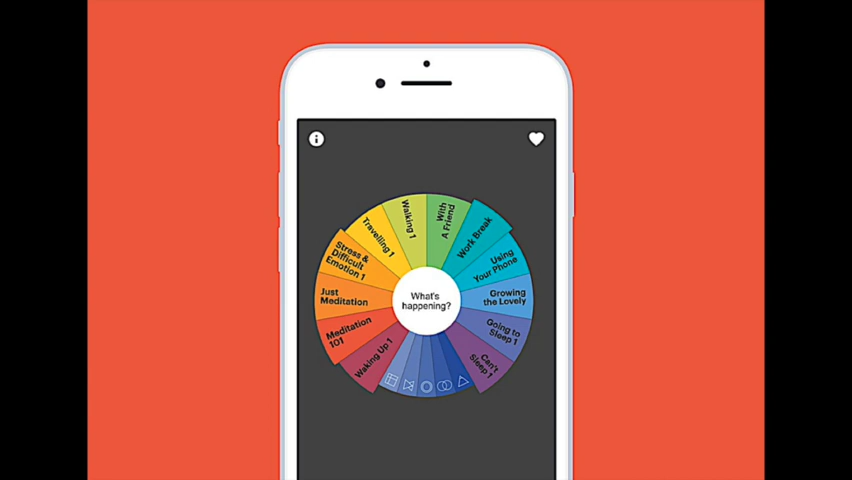 Walking 1
With
A Friend
Work Break
Using
Your Phone
Growing
the Lovely
Going to
Sleep 1
Can't
Sleep 1
Waking Up 1
Meditation
101
Just
Meditation
Stress &
Difficult
Emotion 1
Travelling 1
What's
happening?